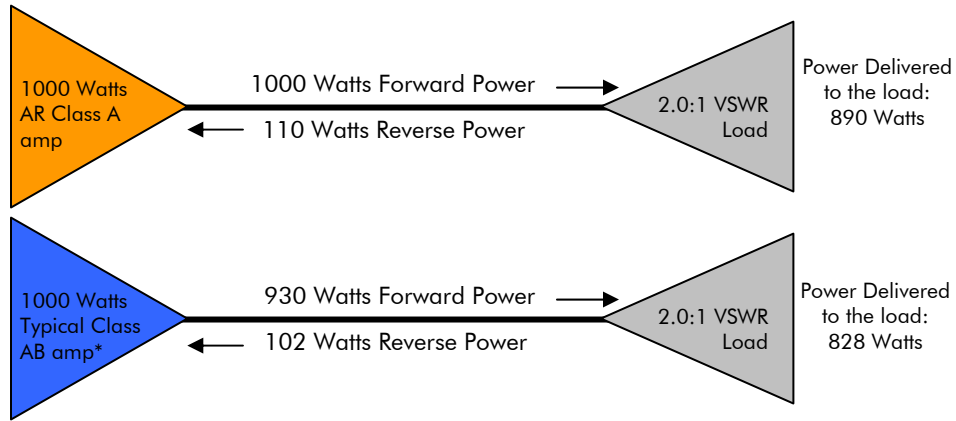 1000 Watts
AR Class A
amp
1000 Watts Forward Power
110 Watts Reverse Power
2.0:1 VSWR
Load
Power Delivered
to the load:
890 Watts
1000 Watts
Typical Class
AB amp*
930 Watts Forward Power
102 Watts Reverse Power
2.0:1 VSWR
Load
Power Delivered
to the load:
828 Watts